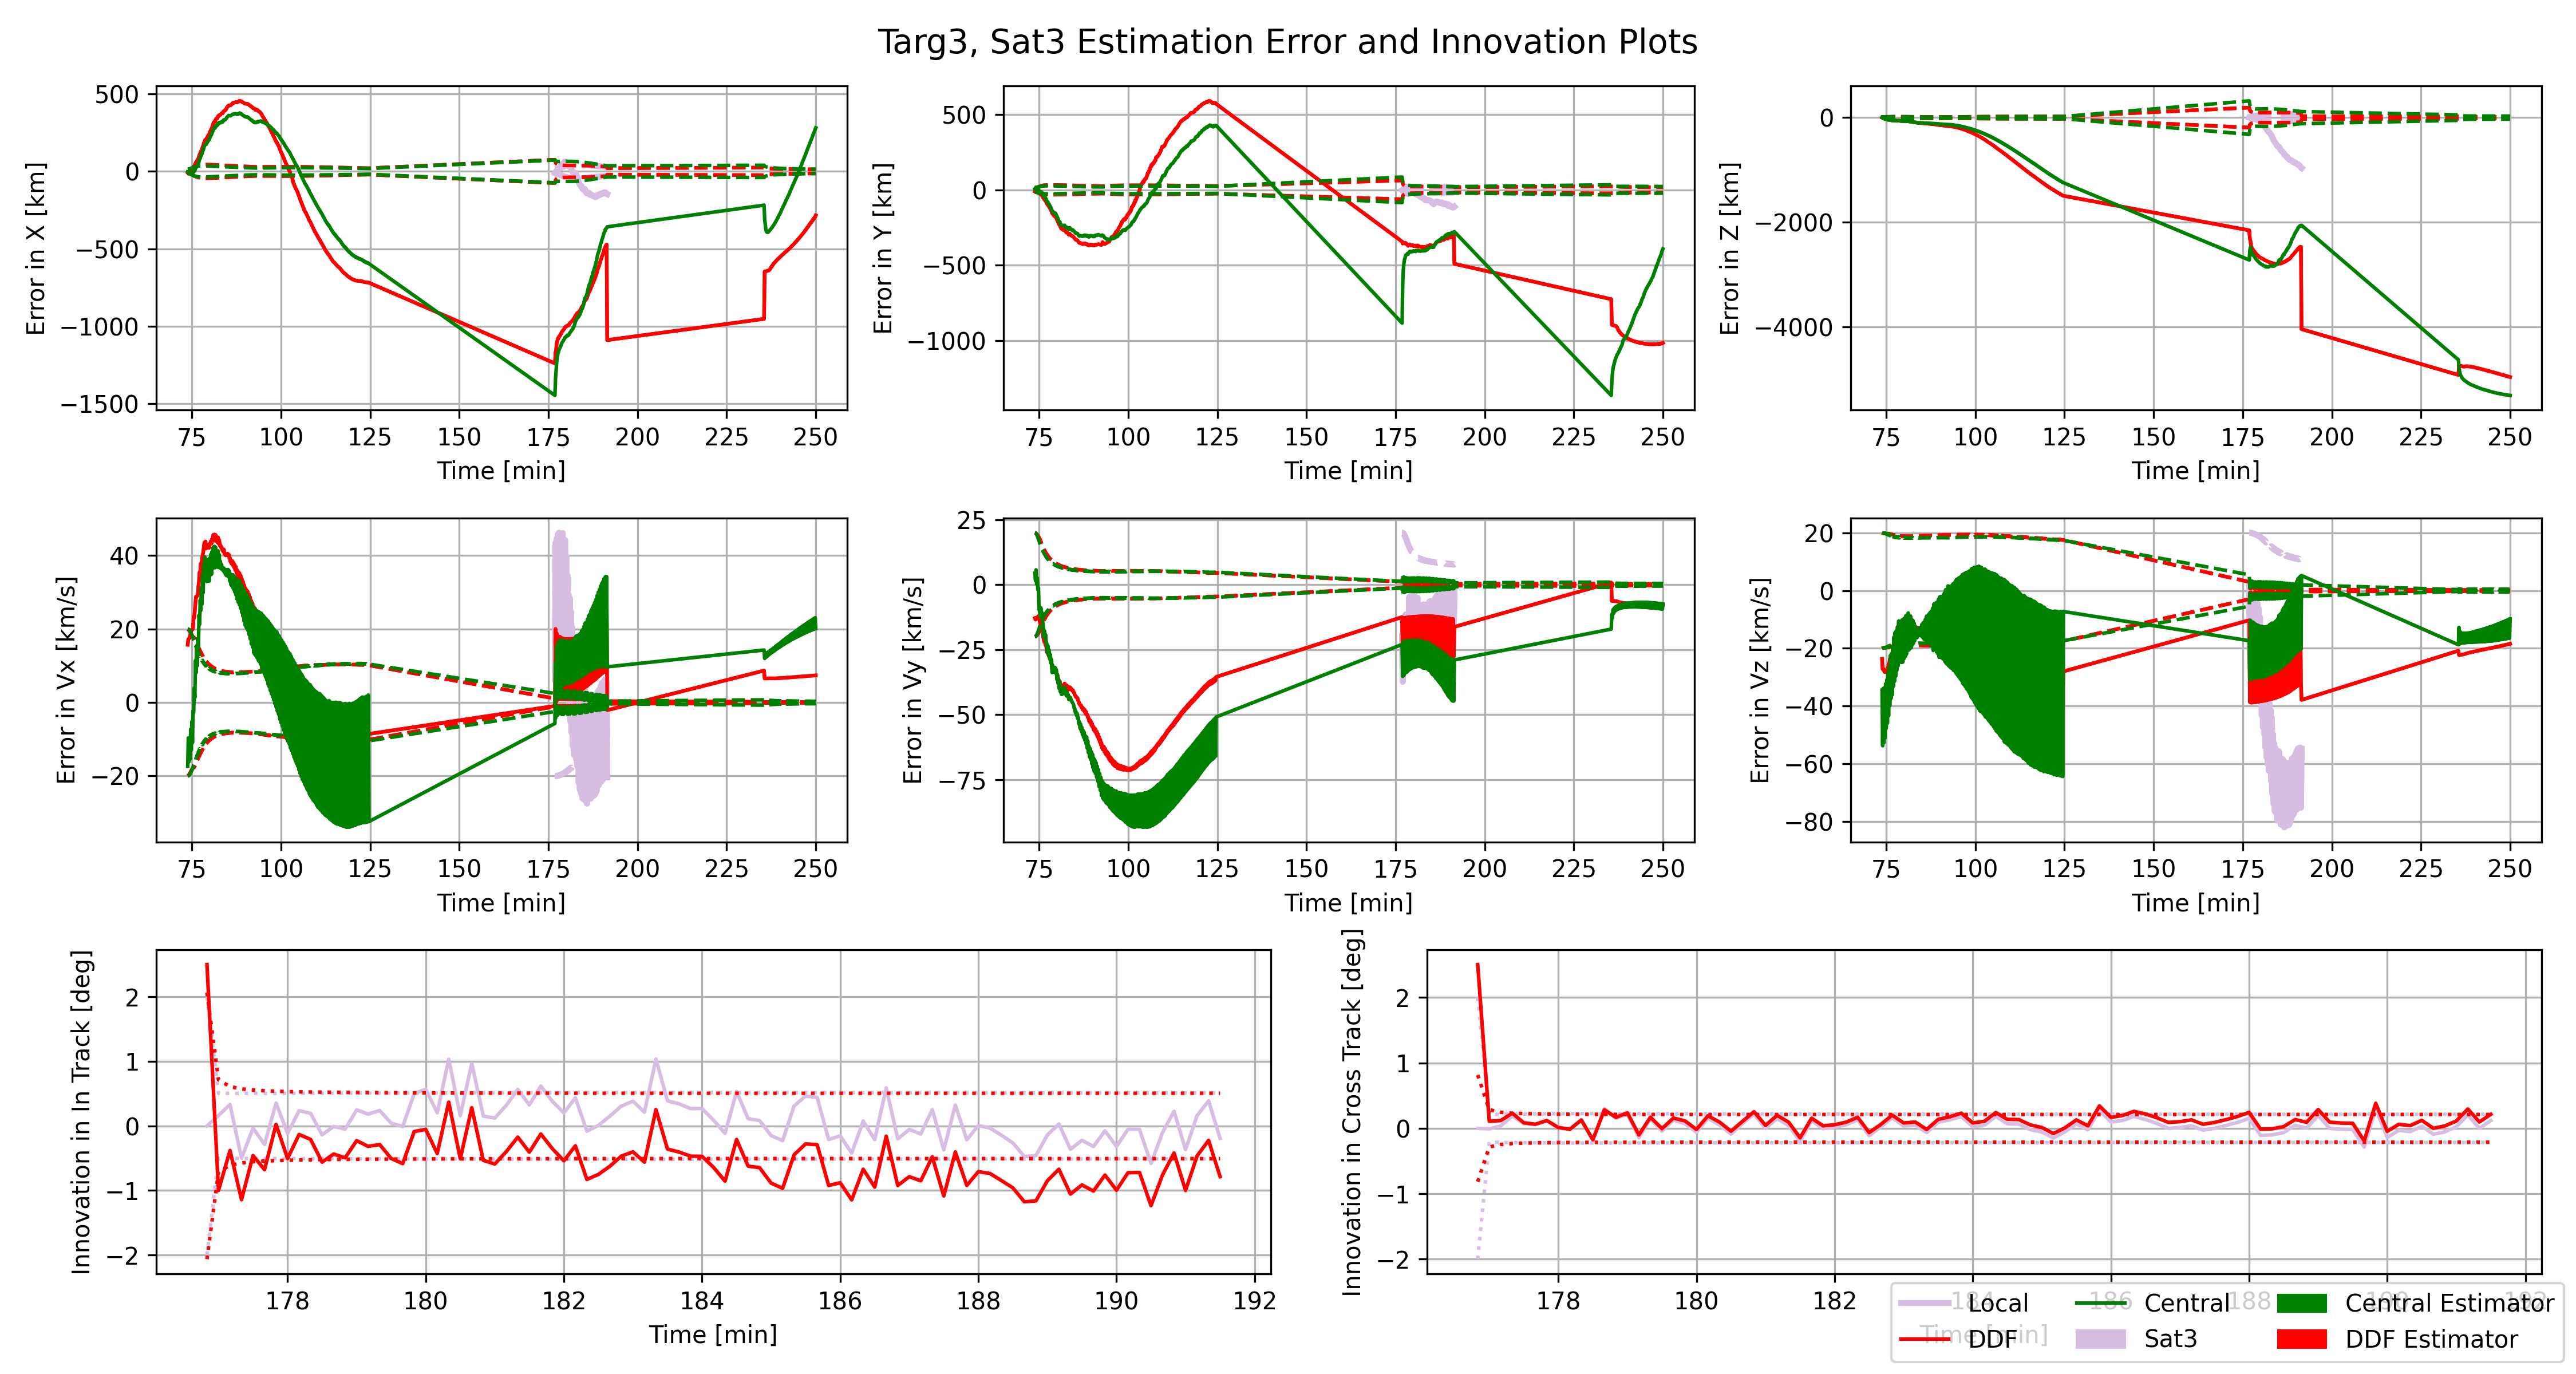 Targ3, Sat3 Estimation Error and Innovation Plots
500
0
−500
−1000
−1500
Error in X [km]
75 100 125 150 175 200 225 250
Time [min]
500
0
−500
−1000
Error in Y [km]
75 100 125 150 175 200 225 250
Time [min]
0
−2000
−4000
Error in Z [km]
75 100 125 150 175 200 225 250
Time [min]
40
20
0
−20
Error in Vx [km/s]
75 100 125 150 175 200 225 250
Time [min]
25
0
−25
−50
−75
Error in Vy [km/s]
75 100 125 150 175 200 225 250
Time [min]
20
0
−20
−40
−60
−80
Error in Vz [km/s]
75 100 125 150 175 200 225 250
Time [min]
2
1
0
−1
−2
Innovation in In Track [deg]
178 180 182 184 186 188 190 192
Time [min]
2
1
0
−1
−2
Innovation in Cross Track [deg]
178 180 182 184 186 188 190 192
Time [min]
Local Central Central Estimator
DDF Sat3 DDF Estimator